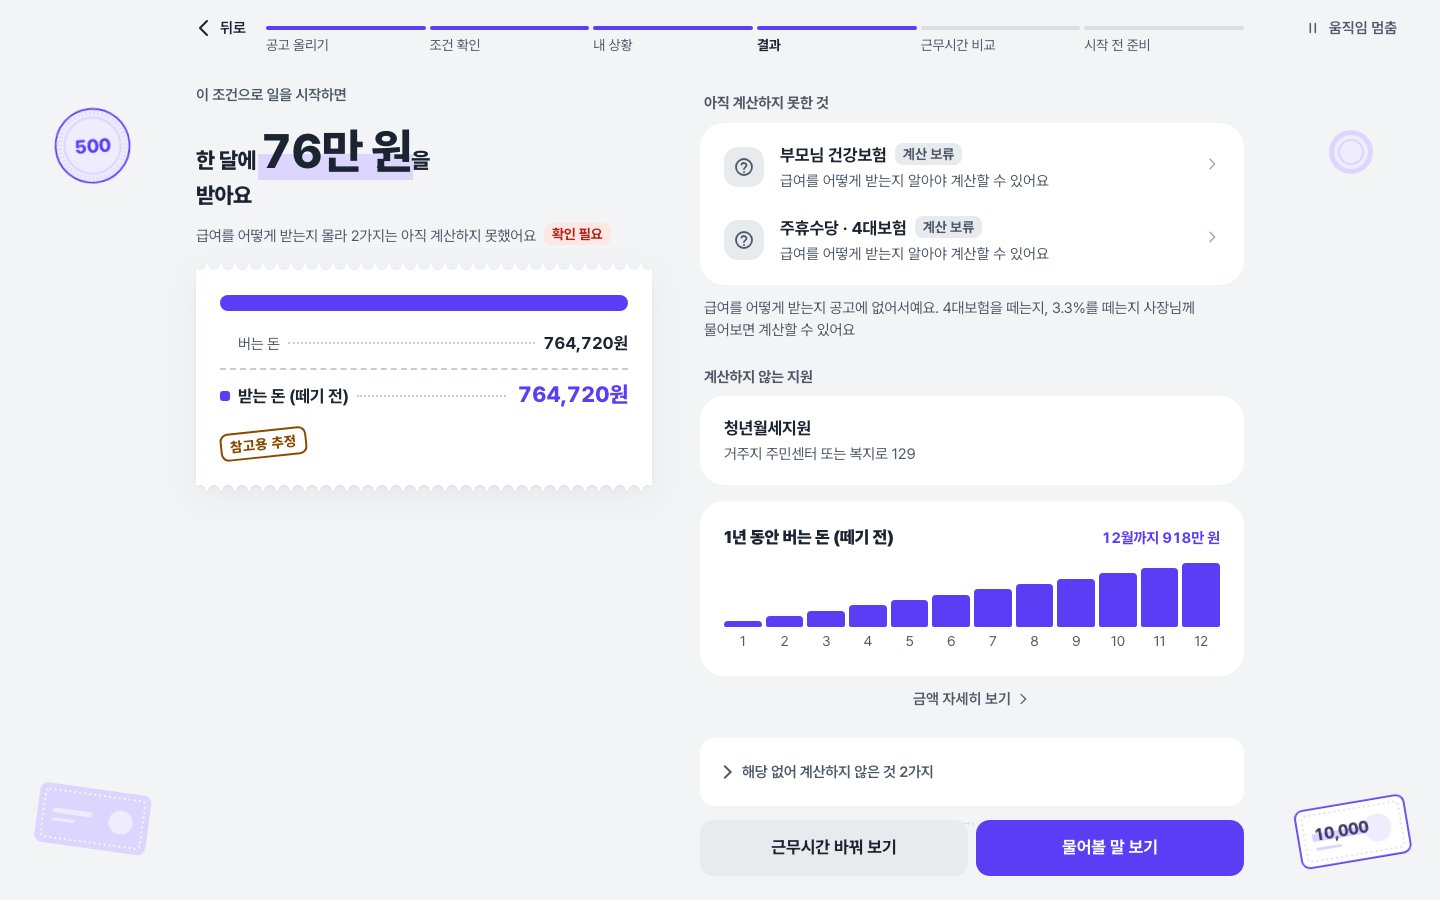 뒤로
공고 올리기
조건 확인
내 상황
결과
근무시간 비교
시작 전 준비
움직임 멈춤
500
이 조건으로 일을 시작하면
한 달에 76만 원을
받아요
급여를 어떻게 받는지 몰라 2가지는 아직 계산하지 못했어요 확인 필요
버는 돈 764,720원
받는 돈 (떼기 전) 764,720원
참고용 추정
아직 계산하지 못한 것
부모님 건강보험 계산 보류
급여를 어떻게 받는지 알아야 계산할 수 있어요
주휴수당 · 4대보험 계산 보류
급여를 어떻게 받는지 알아야 계산할 수 있어요
급여를 어떻게 받는지 공고에 없어서예요. 4대보험을 떼는지, 3.3%를 떼는지 사장님께
물어보면 계산할 수 있어요
계산하지 않는 지원
청년월세지원
거주지 주민센터 또는 복지로 129
1년 동안 버는 돈 (떼기 전) 12월까지 918만 원
1 2 3 4 5 6 7 8 9 10 11 12
금액 자세히 보기
해당 없어 계산하지 않은 것 2가지
근무시간 바꿔 보기
물어볼 말 보기
10,000